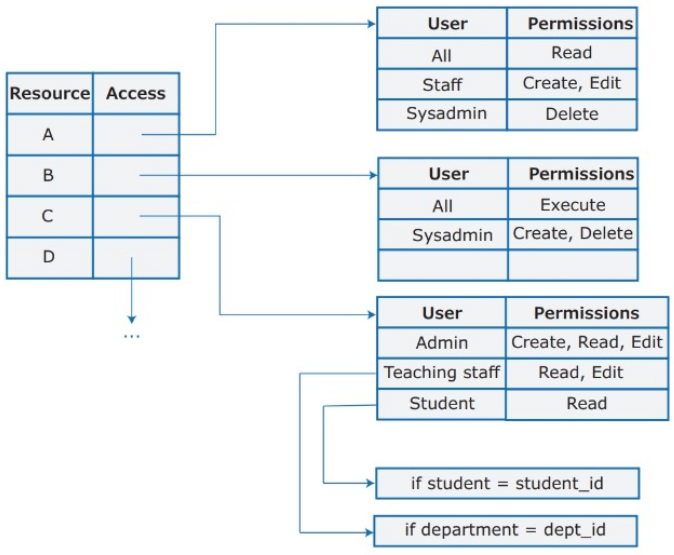 Resource Access
A
B
C
D
...
User Permissions
All Read
Staff Create, Edit
Sysadmin Delete
User Permissions
All Execute
Sysadmin Create, Delete
User Permissions
Admin Create, Read, Edit
Teaching staff Read, Edit
Student Read
if student = student_id
if department = dept_id